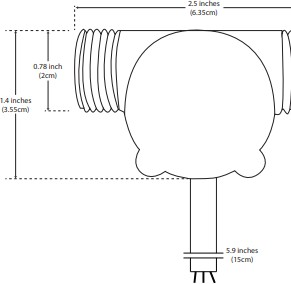 2.5 inches
(6.35cm)
0.78 inch
(2cm)
1.4 inches
(3.55cm)
5.9 inches
(15cm)